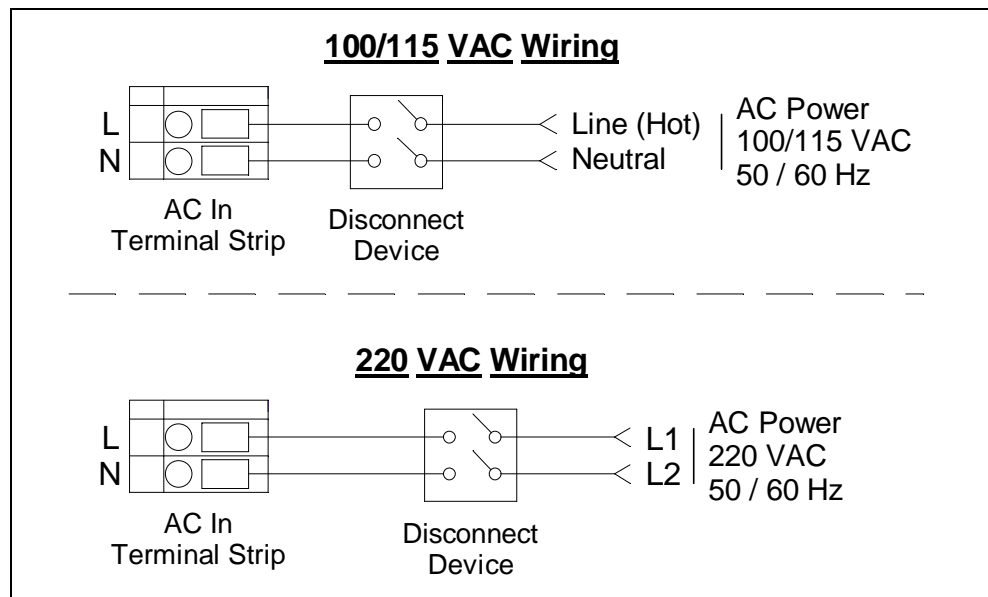 100/115 VAC Wiring
L
N
AC In
Terminal Strip
Disconnect
Device
Line (Hot)
Neutral
AC Power
100/115 VAC
50 / 60 Hz
220 VAC Wiring
L
N
AC In
Terminal Strip
Disconnect
Device
L1
L2
AC Power
220 VAC
50 / 60 Hz